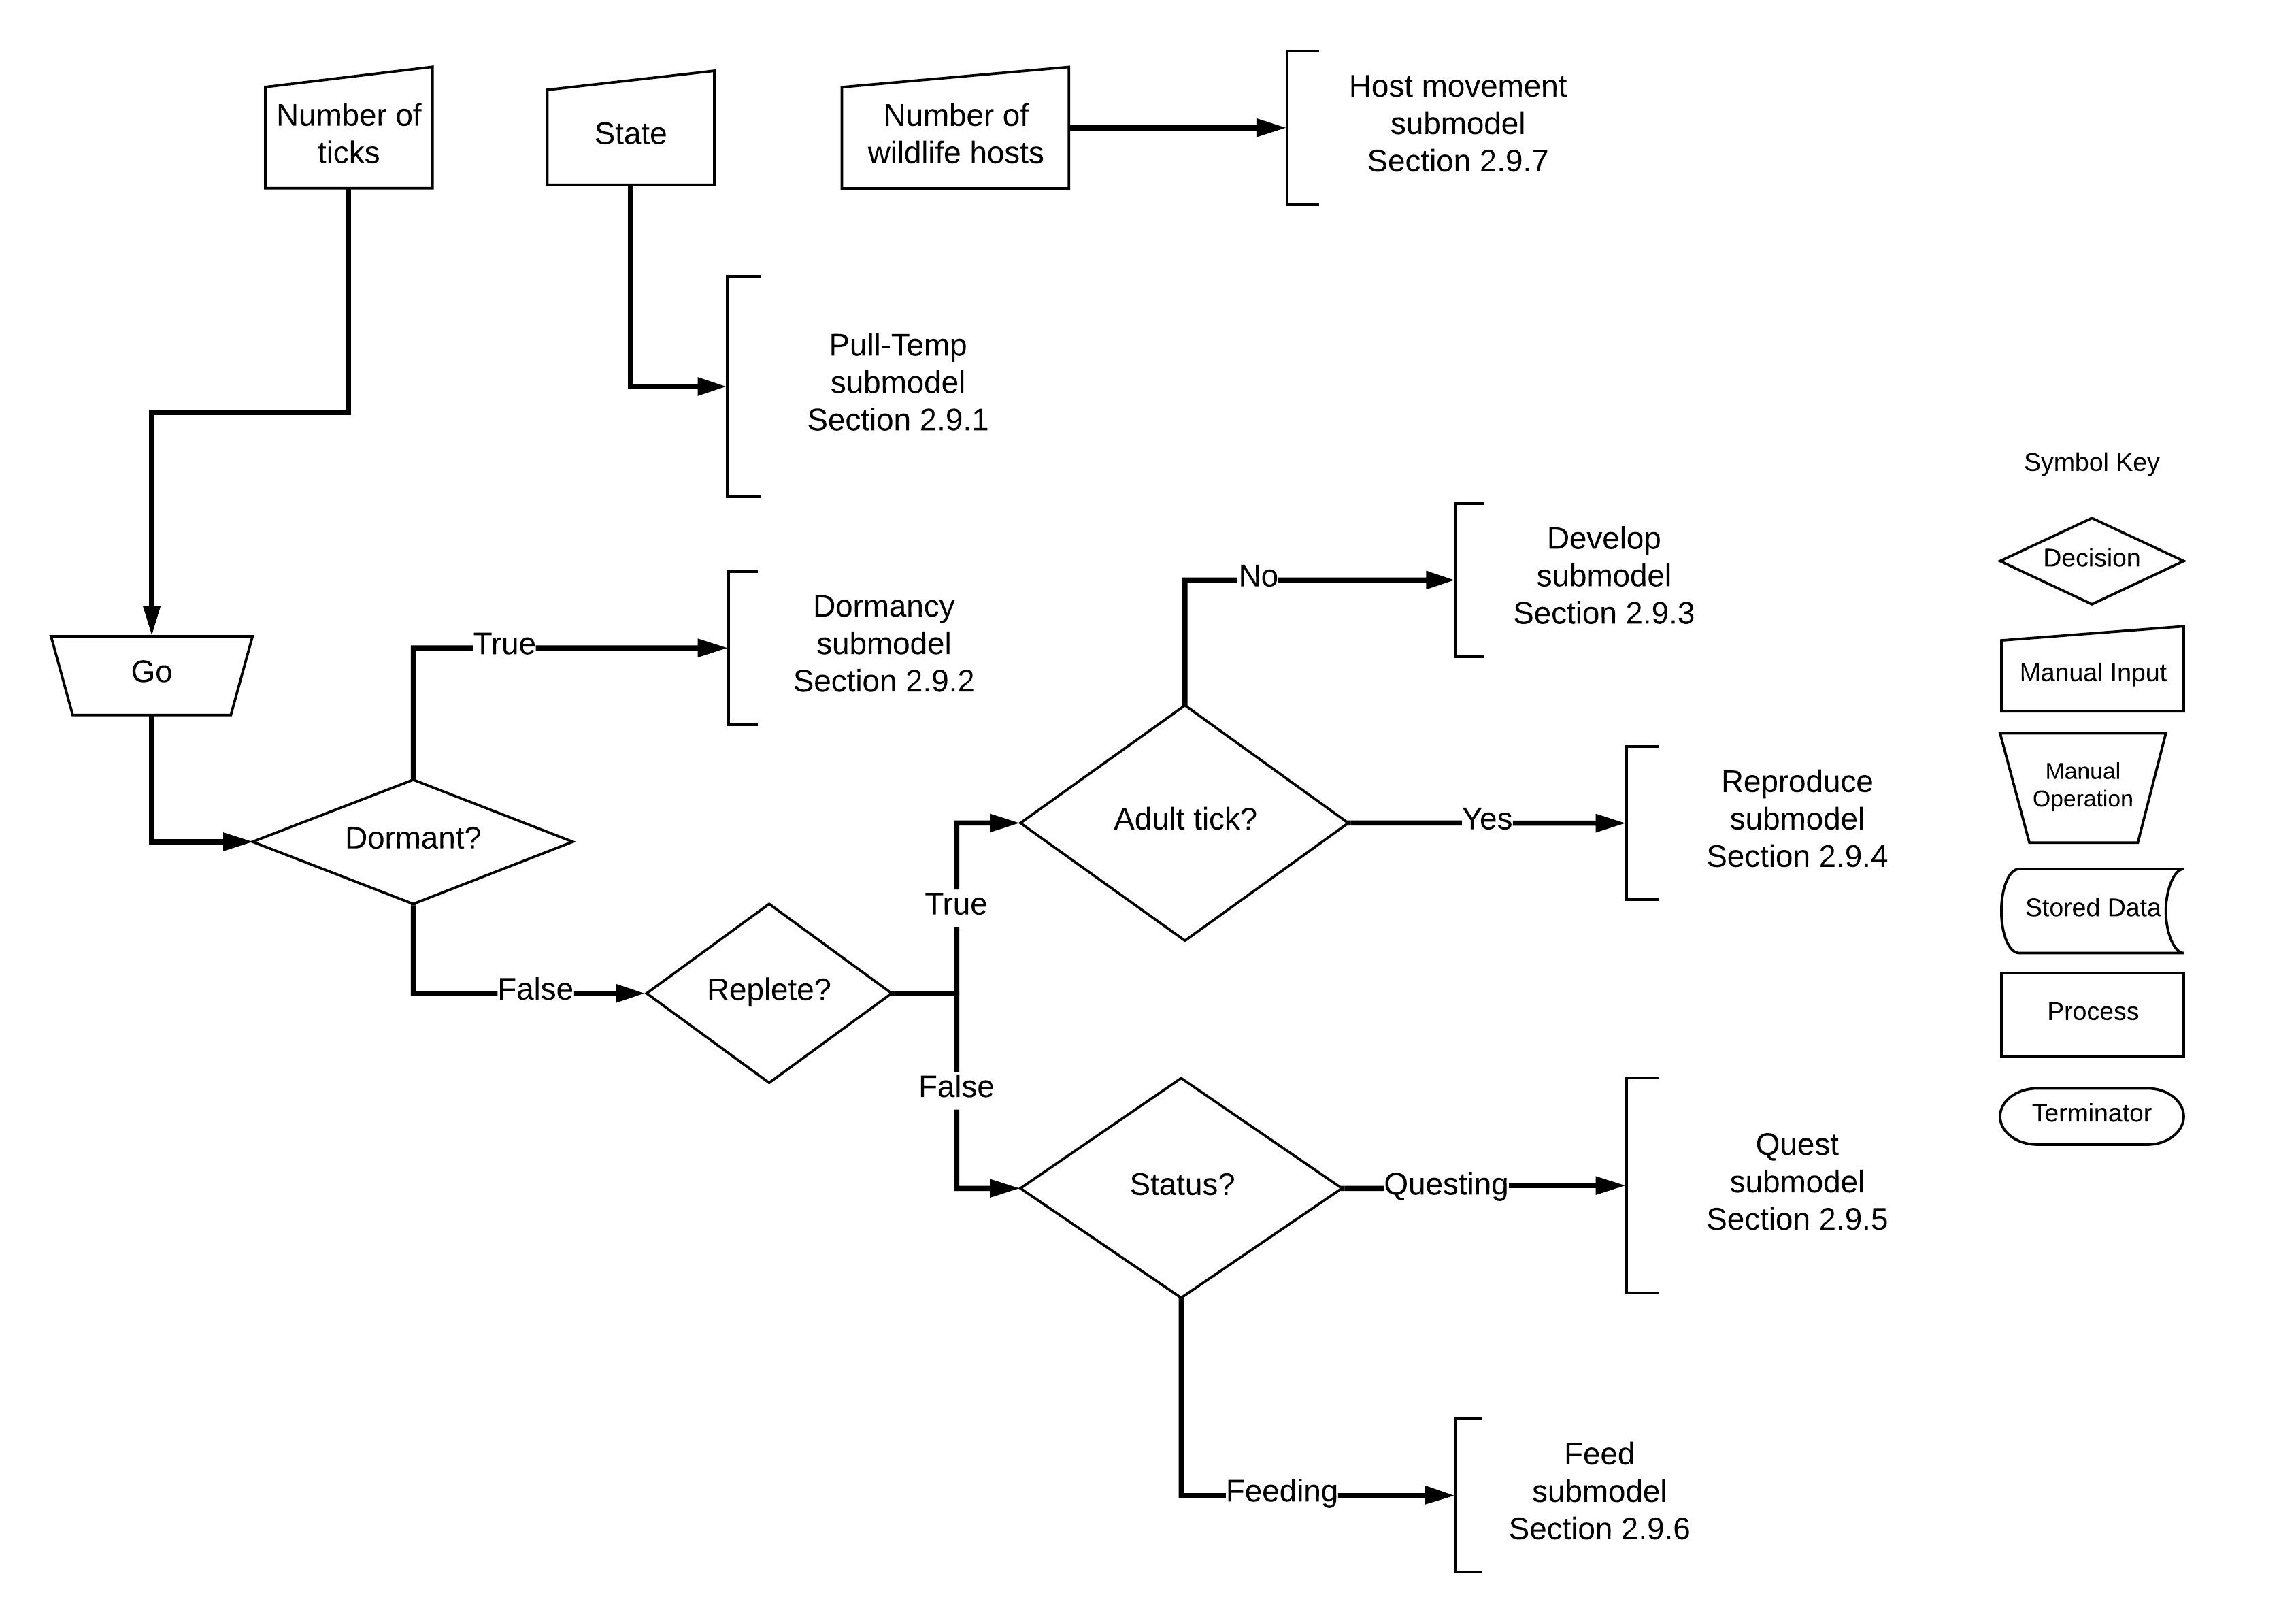 Number of
ticks
State
Number of
wildlife hosts
Host movement
submodel
Section 2.9.7
Pull-Temp
submodel
Section 2.9.1
Go
True
Dormancy
submodel
Section 2.9.2
Dormant?
False
Replete?
True
False
Adult tick?
No
Develop
submodel
Section 2.9.3
Yes
Reproduce
submodel
Section 2.9.4
Status?
Questing
Quest
submodel
Section 2.9.5
Feeding
Feed
submodel
Section 2.9.6
Symbol Key
Decision
Manual Input
Manual
Operation
Stored Data
Process
Terminator